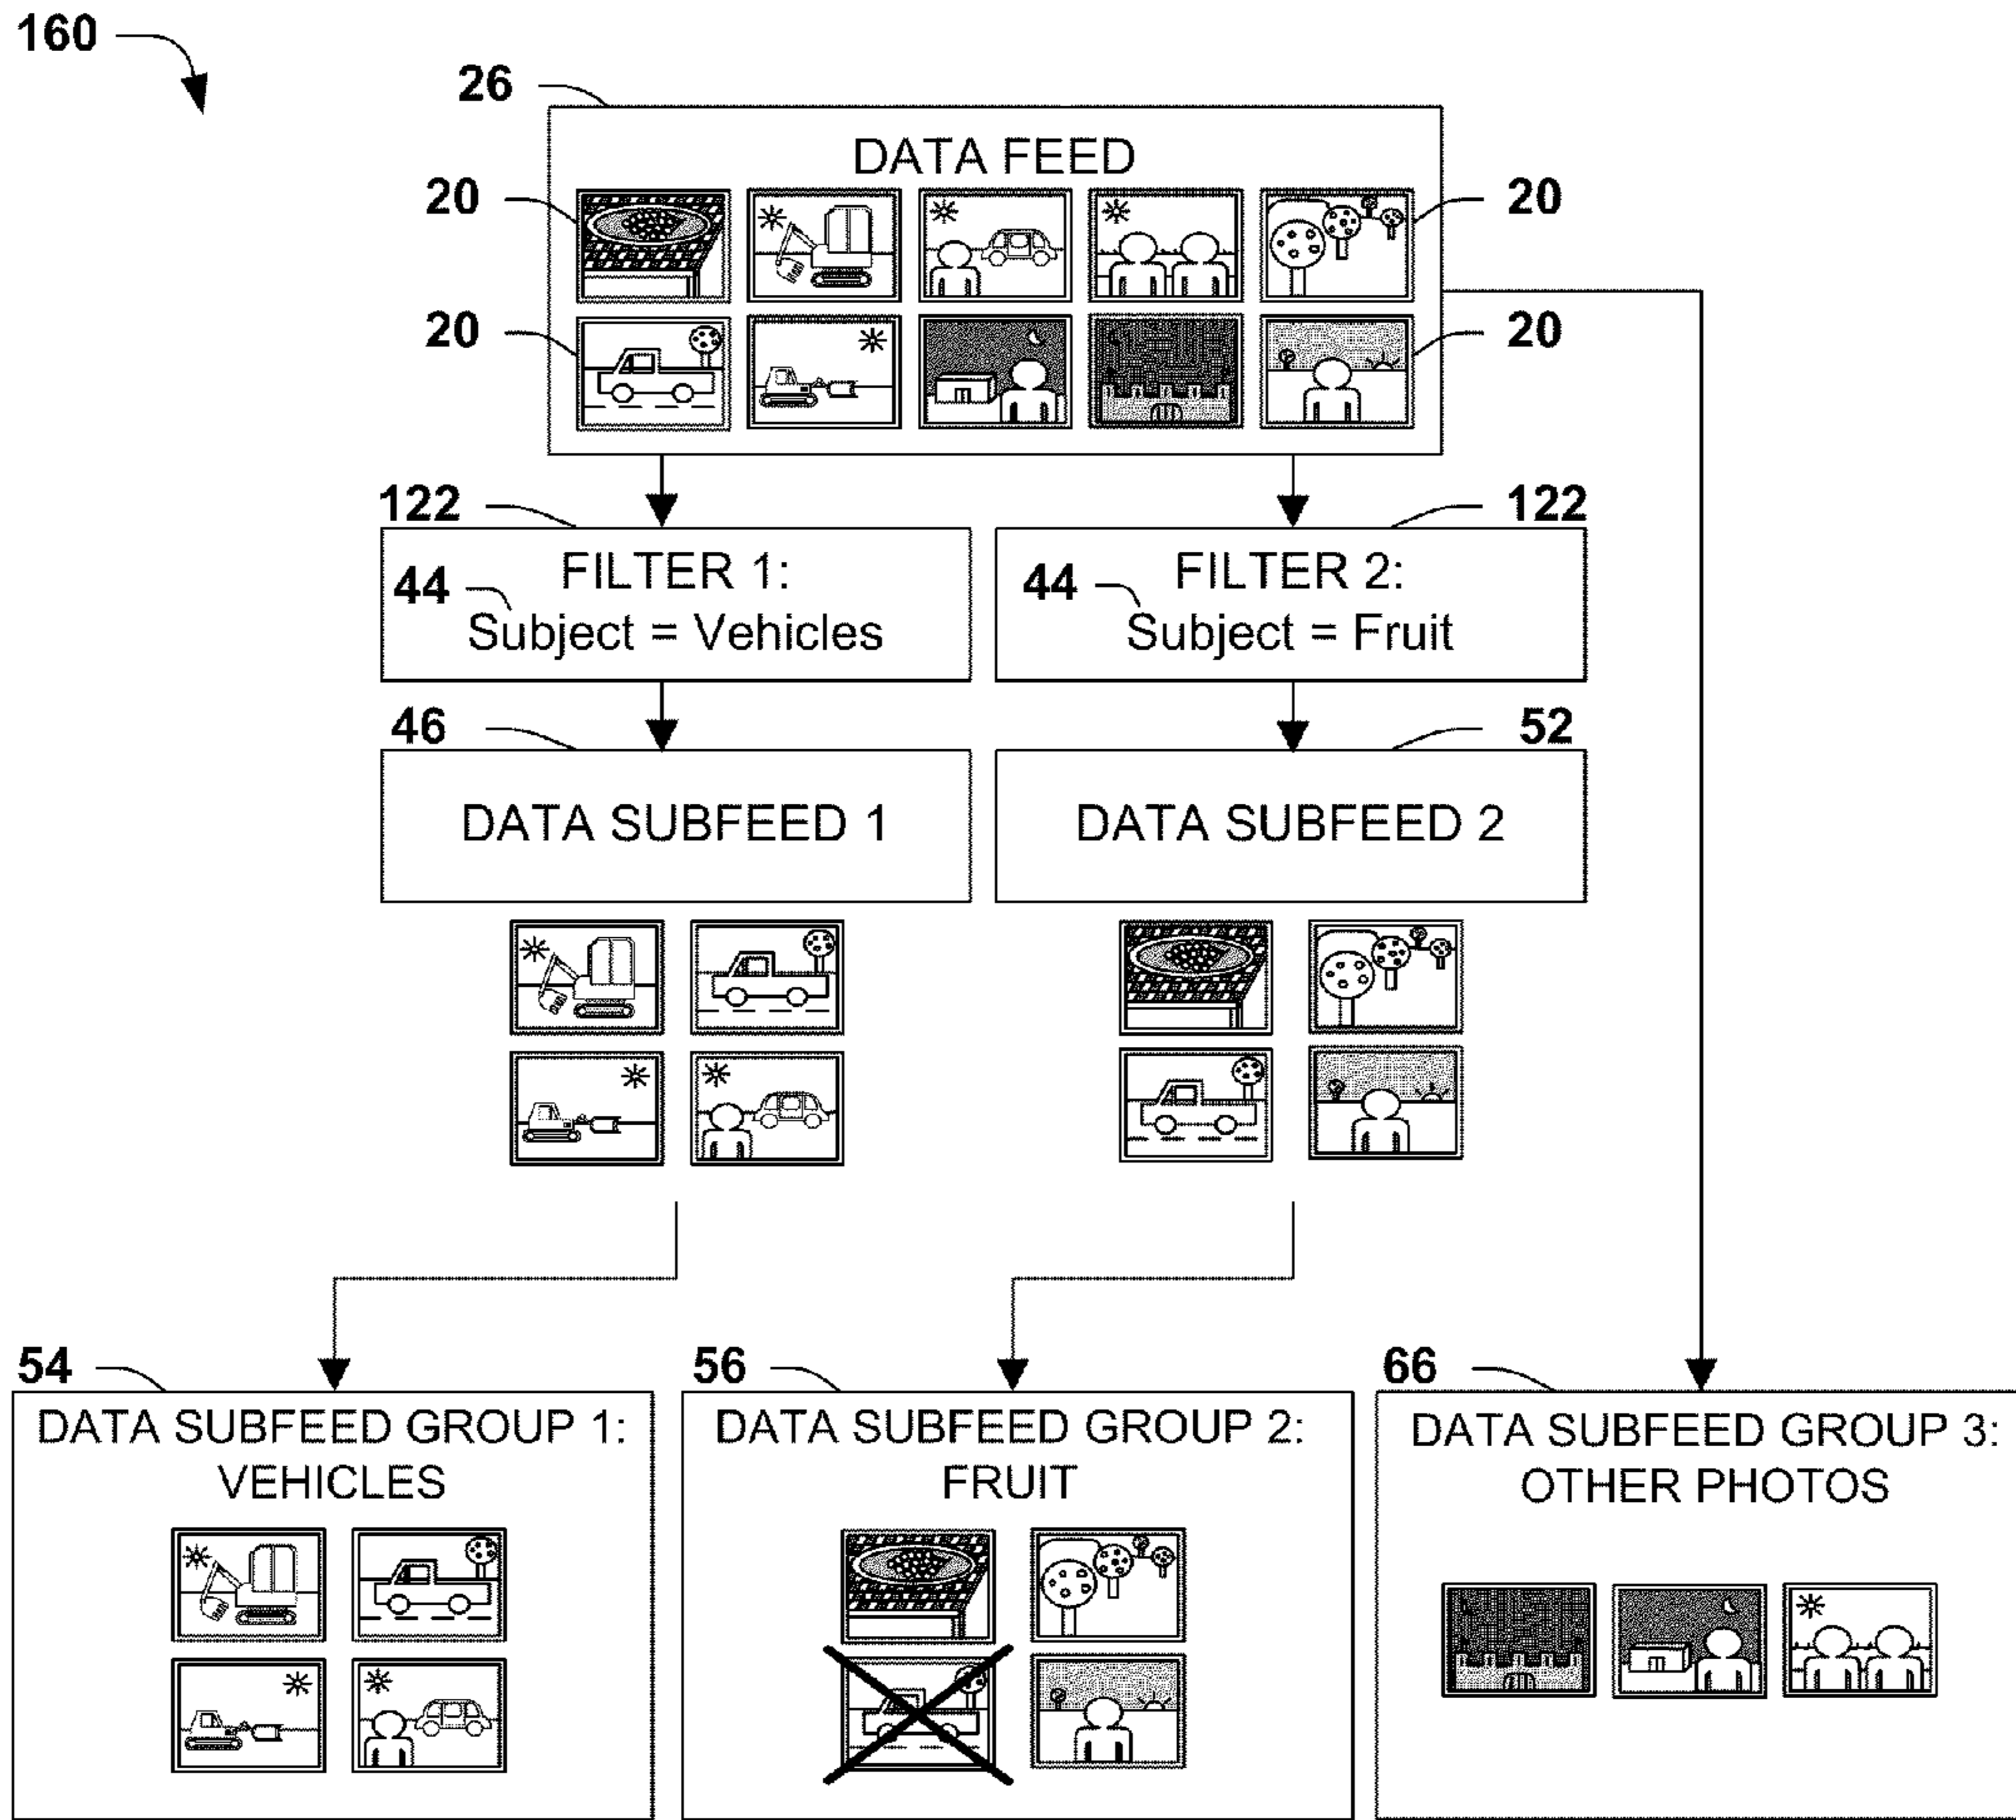 160
26
DATA FEED
20
20
20
20
122
122
FILTER 1:
44
Subject = Vehicles
FILTER 2:
44
Subject = Fruit
46
52
DATA SUBFEED 1
DATA SUBFEED 2
54
56
66
DATA SUBFEED GROUP 1:
VEHICLES
DATA SUBFEED GROUP 2:
FRUIT
DATA SUBFEED GROUP 3:
OTHER PHOTOS